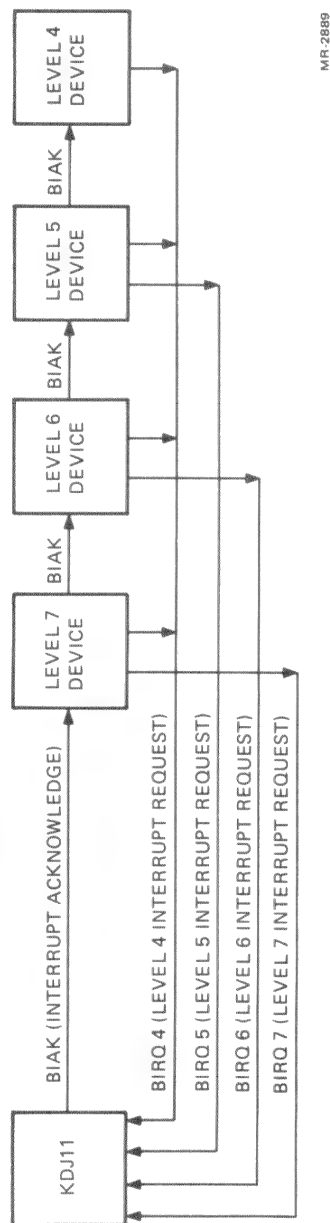 KDJ11
BIAK (INTERRUPT ACKNOWLEDGE)
LEVEL 7
DEVICE
BIAK
LEVEL 6
DEVICE
BIAK
LEVEL 5
DEVICE
BIAK
LEVEL 4
DEVICE
BIRQ 4 (LEVEL 4 INTERRUPT REQUEST)
BIRQ 5 (LEVEL 5 INTERRUPT REQUEST)
BIRQ 6 (LEVEL 6 INTERRUPT REQUEST)
BIRQ 7 (LEVEL 7 INTERRUPT REQUEST)
MR-2889